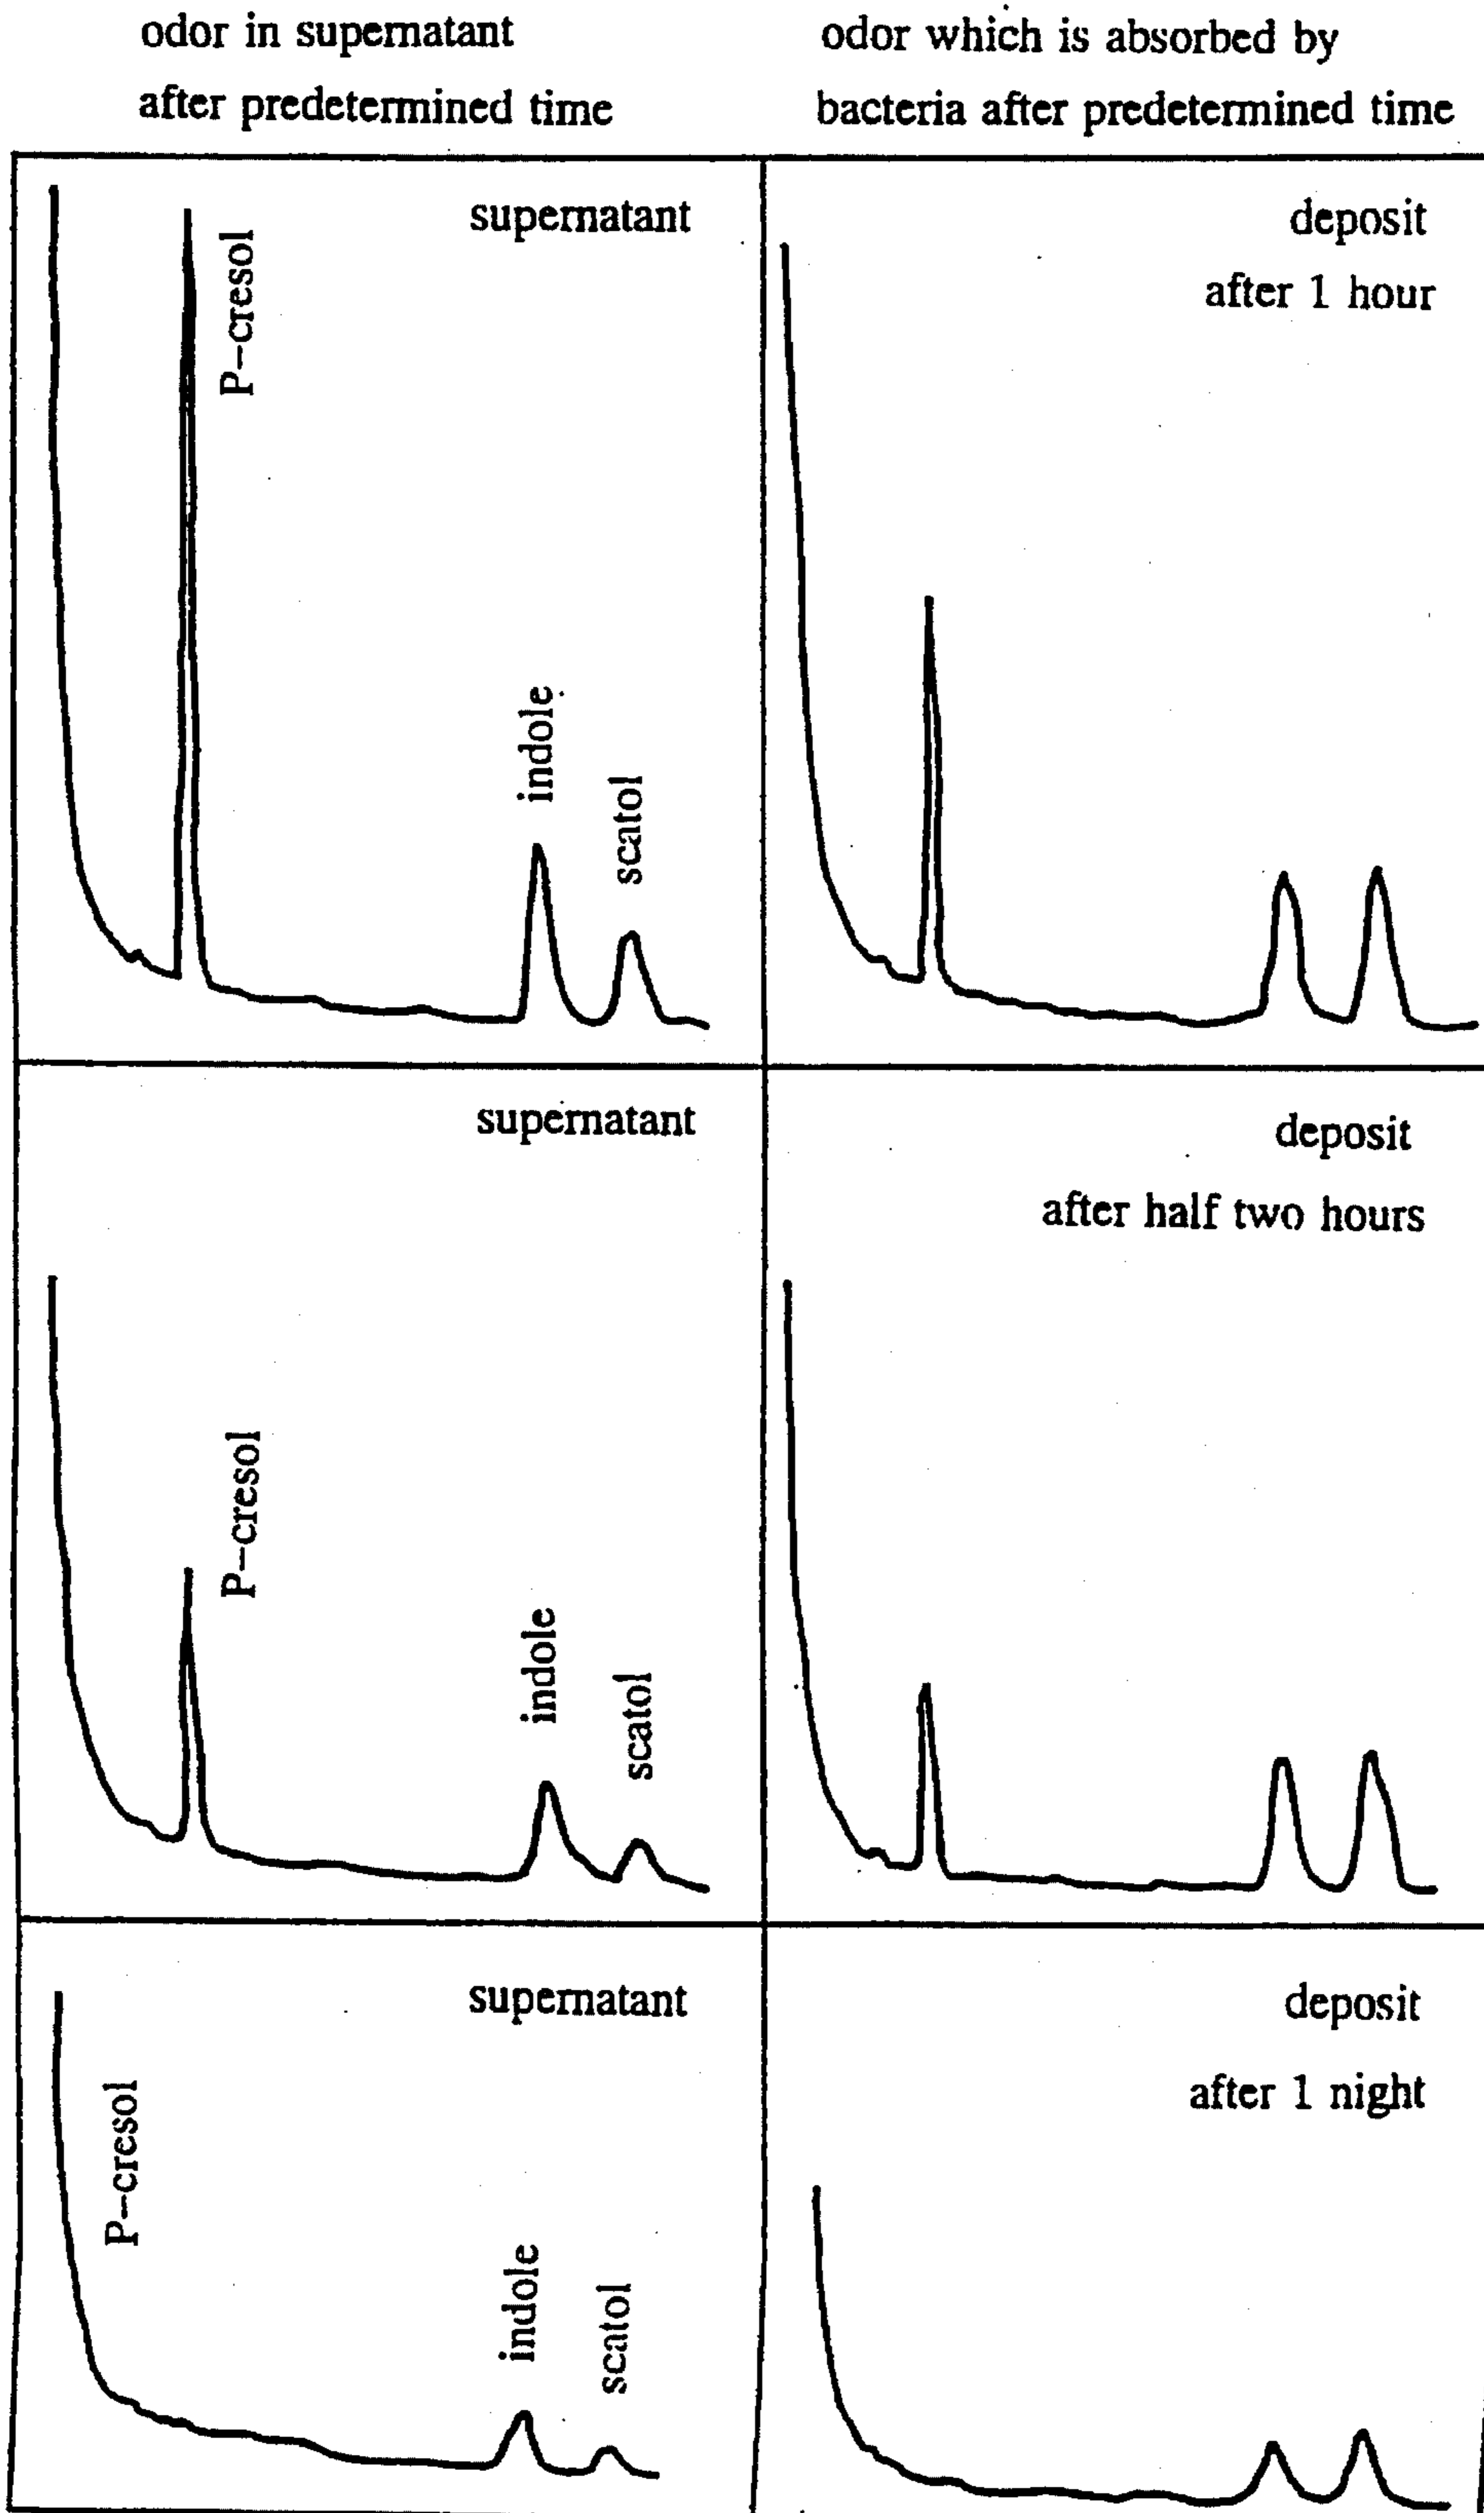 odor in supernatant
after predetermined time
odor which is absorbed by
bacteria after predetermined time
supernatant
P-cresol
indole
scatol
deposit
after 1 hour
supernatant
P-cresol
indole
scatol
deposit
after half two hours
supernatant
P-cresol
indole
scatol
deposit
after 1 night